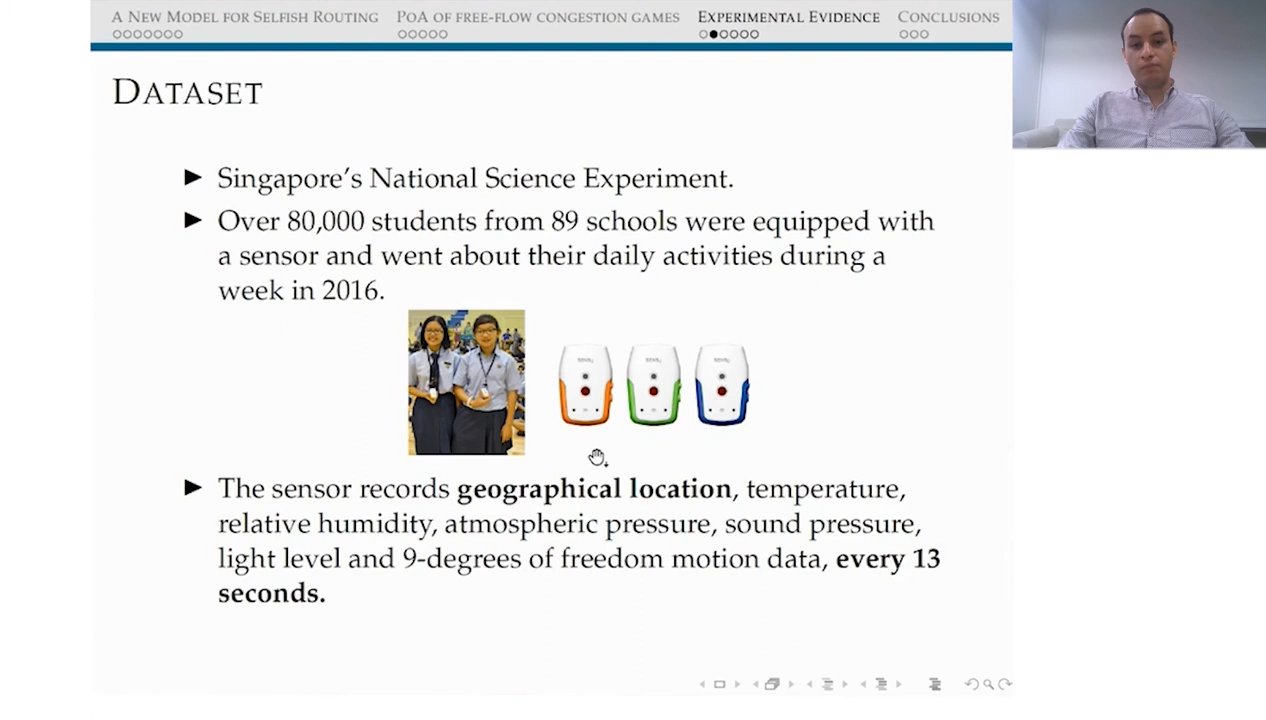 A New Model for Selfish Routing PoA of free-flow congestion games Experimental Evidence Conclusions
Dataset
► Singapore's National Science Experiment.
► Over 80,000 students from 89 schools were equipped with
a sensor and went about their daily activities during a
week in 2016.
► The sensor records geographical location, temperature,
relative humidity, atmospheric pressure, sound pressure,
light level and 9-degrees of freedom motion data, every 13
seconds.